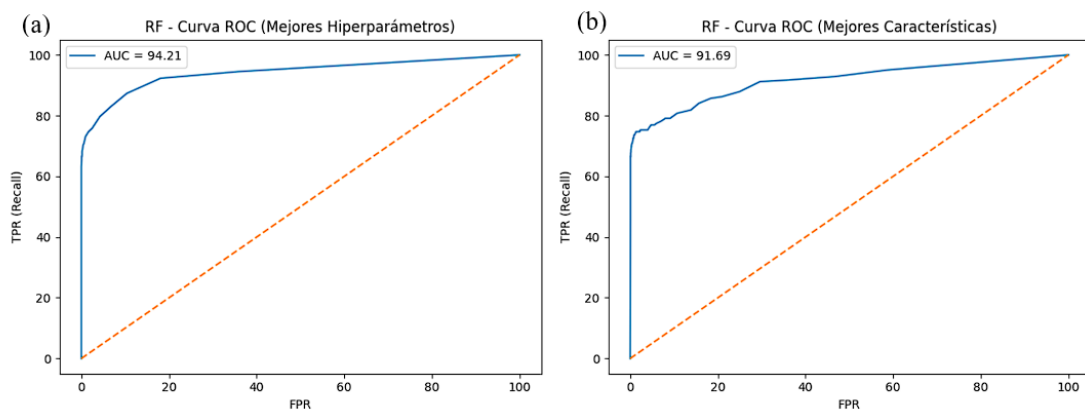 (a)
RF - Curva ROC (Mejores Hiperparámetros)
AUC = 94.21
100
80
60
40
20
0
TPR (Recall)
0 20 40 60 80 100
FPR
(b)
RF - Curva ROC (Mejores Características)
AUC = 91.69
100
80
60
40
20
0
TPR (Recall)
0 20 40 60 80 100
FPR